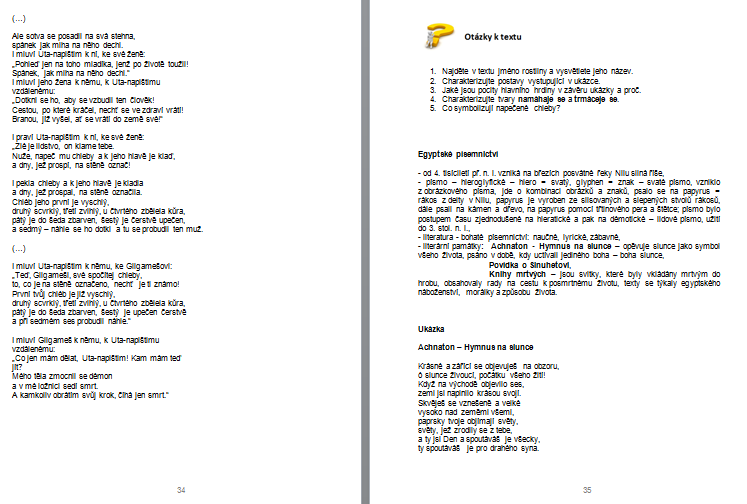 (...)
Ale sotva se posadil na svá stehna,
spánek jak mlha na něho dechl.
I mluví Uta-napištim k ní, ke své ženě:
„Pohleď jen na toho mladíka, jenž po životě toužil!
Spánek, jak mlha na něho dechl.“
I mluví jeho žena k němu, k Uta-napištimu
vzdálenému:
„Dotkni se ho, aby se vzbudil ten člověk!
Cestou, po které kráčel, nechť se ve zdraví vrátí!
Branou, jíž vyšel, ať se vrátí do země své!“
I praví Uta-napištim k ní, ke své ženě:
„Zlé je lidstvo, on klame tebe.
Nuže, napeč mu chleby a k jeho hlavě je klaď,
a dny, jež prospí, na stěně označ!
I pekla chleby a k jeho hlavě je kladla
a dny, jež prospal, na stěně označila.
Chléb jeho první je vyschlý,
druhý scvrklý, třetí zvlhlý, u čtvrtého zbělela kůra,
pátý je do šeda zbarven, šestý je čerstvě upečen,
a sedmý – náhle se ho dotkl a tu se probudil ten muž.
(...)
I mluví Uta-napištim k němu, ke Gilgamešovi:
„Teď, Gilgameši, své spočítej chleby,
to, co je na stěně označeno, nechť je ti známo!
První tvůj chléb je již vyschlý,
druhý scvrklý, třetí zvlhlý, u čtvrtého zbělela kůra,
pátý je do šeda zbarven, šestý je upečen čerstvě
a při sedmém ses probudil náhle.“
I mluví Gilgameš k němu, k Uta-napištimu
vzdálenému:
„Co jen mám dělat, Uta-napištim! Kam mám teď
jít?
Mého těla zmocnil se démon
a v mé ložnici sedí smrt.
A kamkoliv obrátím svůj krok, číhá jen smrt.“
34
Otázky k textu
1. Najděte v textu jméno rostliny a vysvětlete jeho název.
2. Charakterizujte postavy vystupující v ukázce.
3. Jaké jsou pocity hlavního hrdiny v závěru ukázky a proč.
4. Charakterizujte tvary namáhaje se a trmáceje se.
5. Co symbolizují napečené chleby?
Egyptské písemnictví
- od 4. tisíciletí př. n. l. vzniká na březích posvátné řeky Nilu silná říše,
- písmo – hieroglyfické – hiero = svatý, glyphen = znak – svaté písmo, vzniklo
z obrázkového písma, jde o kombinaci obrázků a znaků, psalo se na papyrus =
rákos z delty v Nilu, papyrus je vyroben ze slisovaných a slepených stvolů rákosů,
dále psali na kámen a dřevo, na papyrus pomocí třtinového pera a štětce; písmo bylo
postupem času zjednodušené na hieratické a pak na démotické – lidové písmo, užití
do 3. stol. n. l.,
- literatura - bohaté písemnictví: naučné, lyrické, zábavné,
- literární památky: Achnaton - Hymnus na slunce – opěvuje slunce jako symbol
všeho života, psáno v době, kdy uctívali jediného boha – boha slunce,
Povídka o Sinuhetovi,
Knihy mrtvých – jsou svitky, které byly vkládány mrtvým do
hrobu, obsahovaly rady na cestu k posmrtnému životu, texty se týkaly egyptského
náboženství, morálky a způsobu života.
Ukázka
Achnaton – Hymnus na slunce
Krásně a zářící se objevuješ na obzoru,
ó slunce živoucí, počátku všeho žití!
Když na východě objevilo ses,
zemi jsi naplnilo krásou svojí.
Skvěješ se vznešeně a velké
vysoko nad zeměmi všemi,
paprsky tvoje objímají světy,
světy, jež zrodily se z tebe,
a ty jsi Den a spoutáváš je všecky,
ty spoutáváš je pro drahého syna.
35